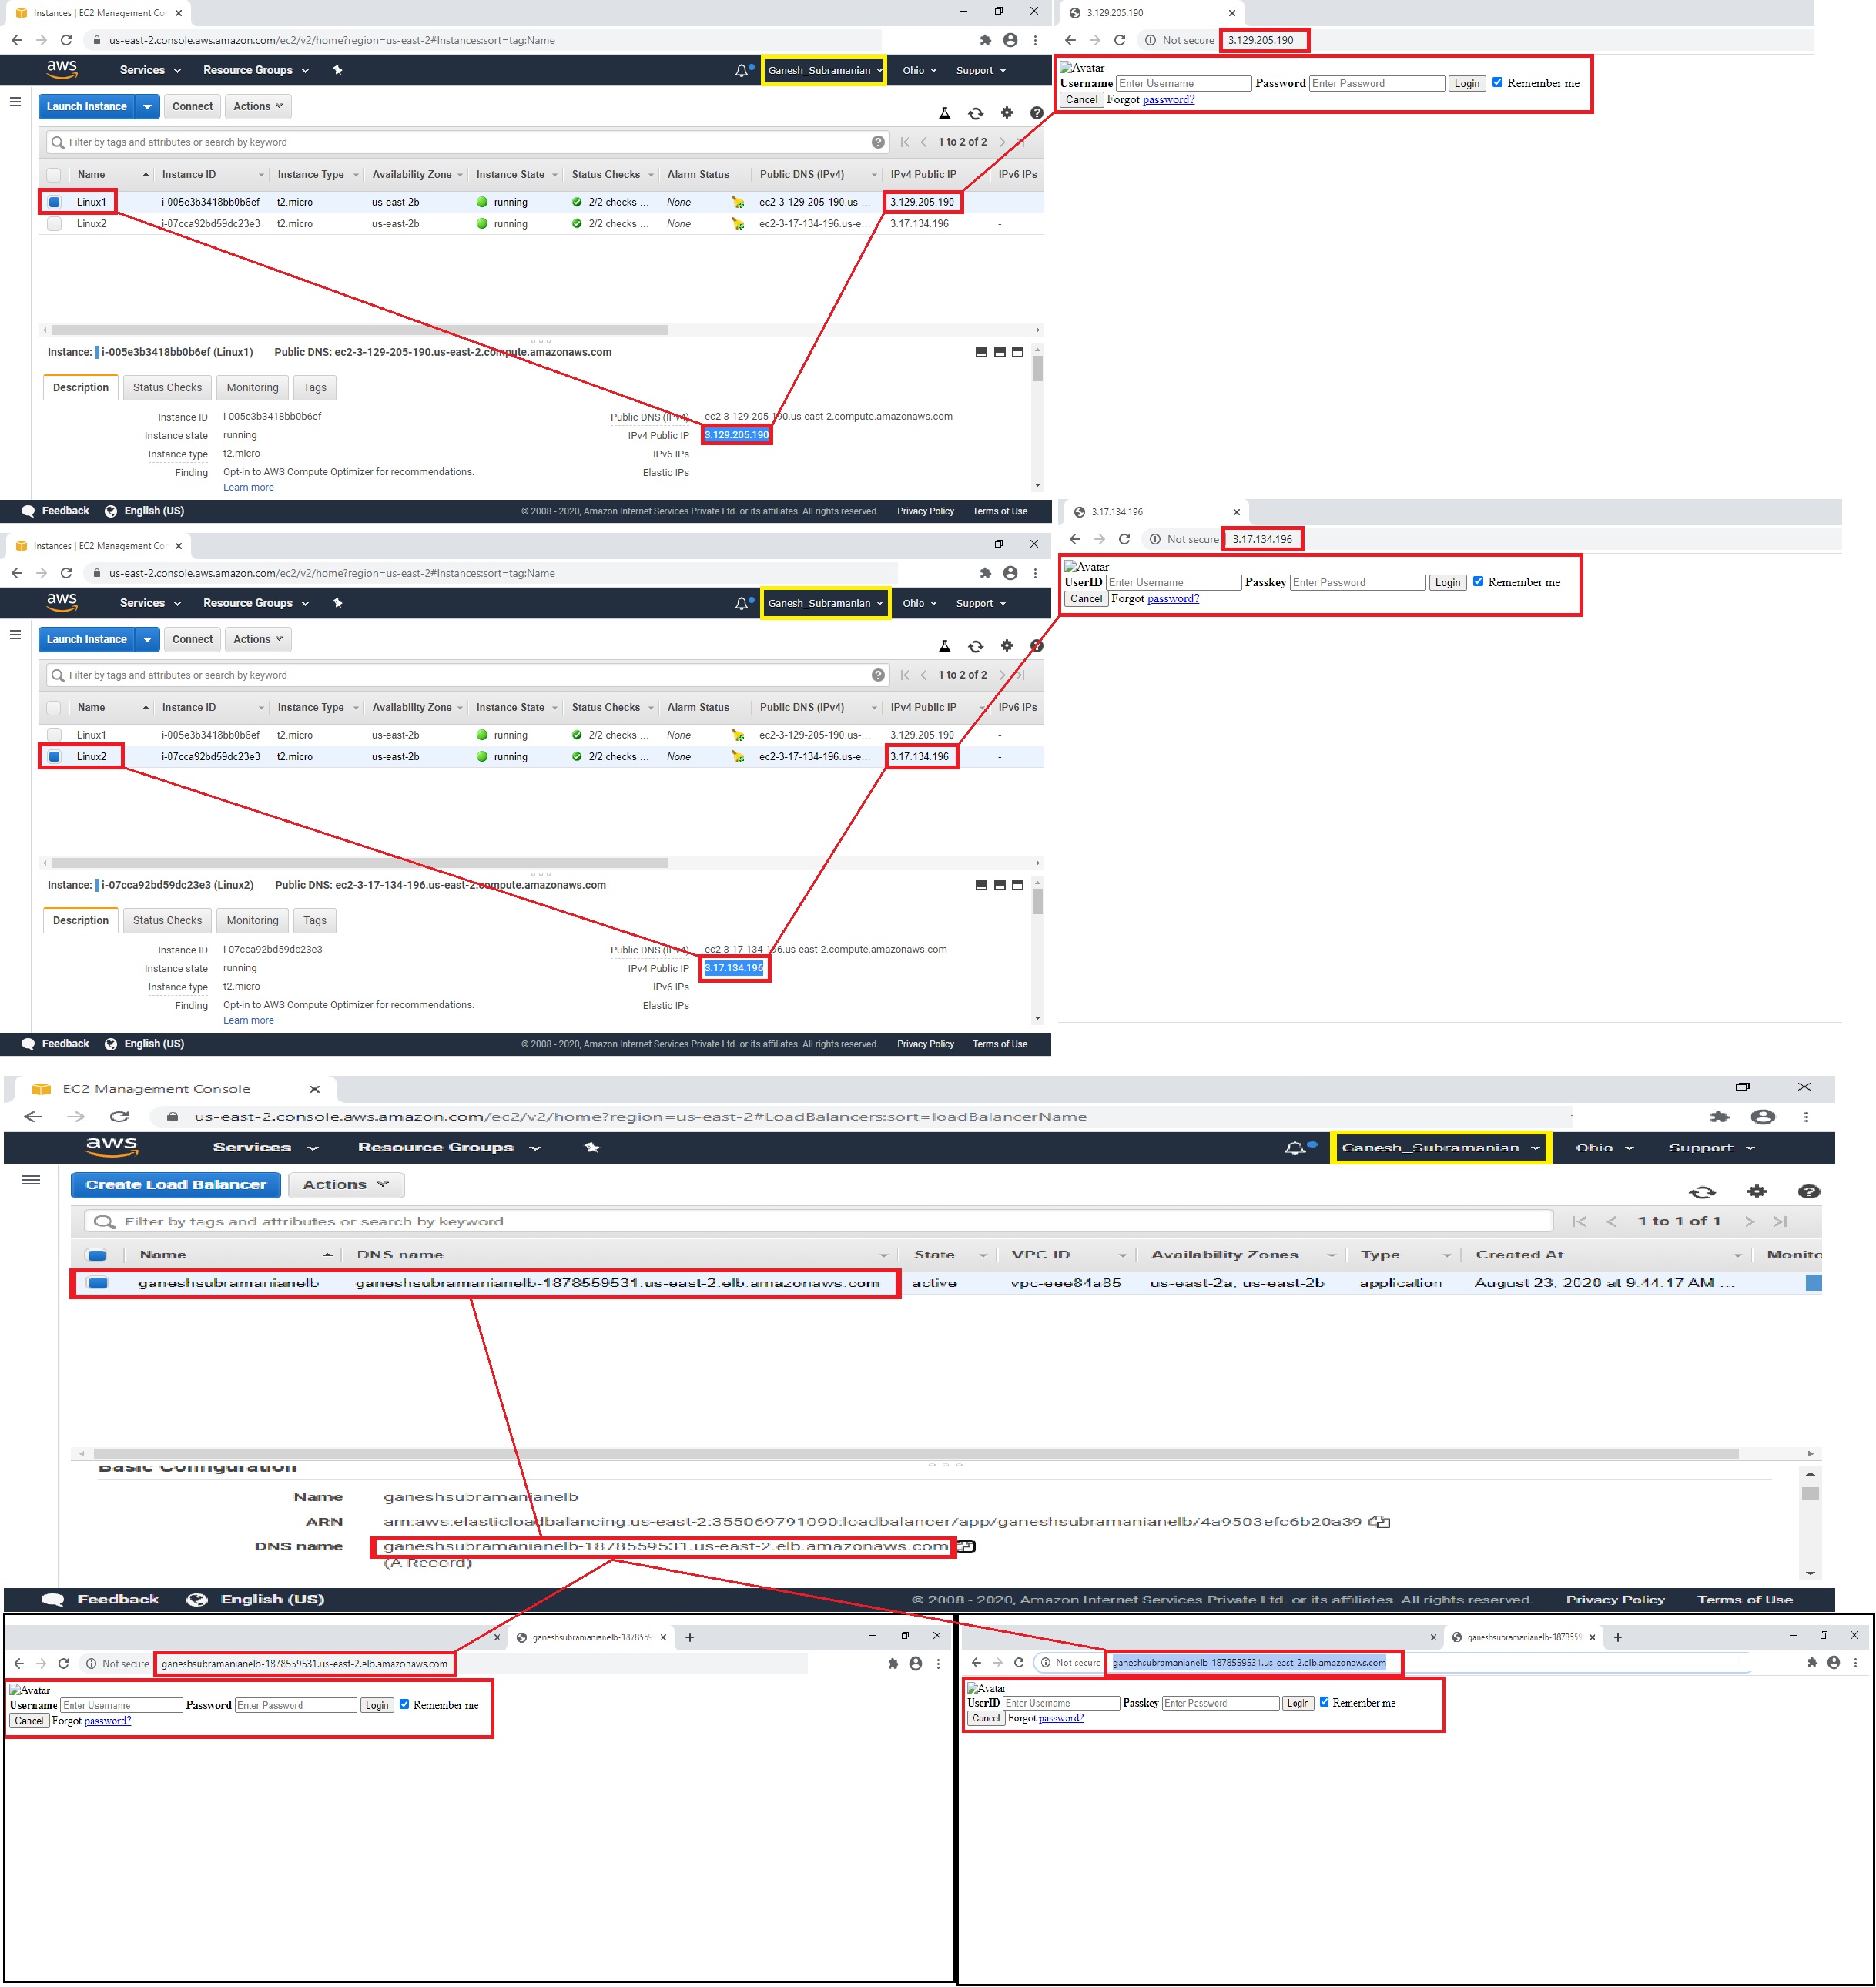 Instances | EC2 Management Con
us-east-2.console.aws.amazon.com/ec2/v2/home?region=us-east-2#Instances:sort=tag:Name
aws Services Resource Groups Ganesh_Subramanian Ohio Support
Launch Instance Connect Actions
Filter by tags and attributes or search by keyword 1 to 2 of 2
Name Instance ID Instance Type Availability Zone Instance State Status Checks Alarm Status Public DNS (IPv4) IPv4 Public IP IPv6 IPs
Linux1 i-005e3b3418bb0b6ef t2.micro us-east-2b running 2/2 checks ... None ec2-3-129-205-190.us-... 3.129.205.190 -
Linux2 i-07cca92bd59dc23e3 t2.micro us-east-2b running 2/2 checks ... None ec2-3-17-134-196.us-e... 3.17.134.196 -
Instance: i-005e3b3418bb0b6ef (Linux1) Public DNS: ec2-3-129-205-190.us-east-2.compute.amazonaws.com
Description Status Checks Monitoring Tags
Instance ID i-005e3b3418bb0b6ef Public DNS (IPv4) ec2-3-129-205-190.us-east-2.compute.amazonaws.com
Instance state running IPv4 Public IP 3.129.205.190
Instance type t2.micro IPv6 IPs -
Finding Opt-in to AWS Compute Optimizer for recommendations. Elastic IPs
Learn more
Feedback English (US) © 2008 - 2020, Amazon Internet Services Private Ltd. or its affiliates. All rights reserved. Privacy Policy Terms of Use
3.129.205.190
Not secure 3.129.205.190
Avatar
Username Enter Username Password Enter Password Login Remember me
Cancel Forgot password?
Instances | EC2 Management Con
us-east-2.console.aws.amazon.com/ec2/v2/home?region=us-east-2#Instances:sort=tag:Name
aws Services Resource Groups Ganesh_Subramanian Ohio Support
Launch Instance Connect Actions
Filter by tags and attributes or search by keyword 1 to 2 of 2
Name Instance ID Instance Type Availability Zone Instance State Status Checks Alarm Status Public DNS (IPv4) IPv4 Public IP IPv6 IPs
Linux1 i-005e3b3418bb0b6ef t2.micro us-east-2b running 2/2 checks ... None ec2-3-129-205-190.us-... 3.129.205.190 -
Linux2 i-07cca92bd59dc23e3 t2.micro us-east-2b running 2/2 checks ... None ec2-3-17-134-196.us-e... 3.17.134.196 -
Instance: i-07cca92bd59dc23e3 (Linux2) Public DNS: ec2-3-17-134-196.us-east-2.compute.amazonaws.com
Description Status Checks Monitoring Tags
Instance ID i-07cca92bd59dc23e3 Public DNS (IPv4) ec2-3-17-134-196.us-east-2.compute.amazonaws.com
Instance state running IPv4 Public IP 3.17.134.196
Instance type t2.micro IPv6 IPs -
Finding Opt-in to AWS Compute Optimizer for recommendations. Elastic IPs
Learn more
Feedback English (US) © 2008 - 2020, Amazon Internet Services Private Ltd. or its affiliates. All rights reserved. Privacy Policy Terms of Use
3.17.134.196
Not secure 3.17.134.196
Avatar
UserID Enter Username Passkey Enter Password Login Remember me
Cancel Forgot password?
EC2 Management Console
us-east-2.console.aws.amazon.com/ec2/v2/home?region=us-east-2#LoadBalancers:sort=loadBalancerName
aws Services Resource Groups Ganesh_Subramanian Ohio Support
Create Load Balancer Actions
Filter by tags and attributes or search by keyword 1 to 1 of 1
Name DNS name State VPC ID Availability Zones Type Created At Monito
ganeshsubramanianelb ganeshsubramanianelb-1878559531.us-east-2.elb.amazonaws.com active vpc-eee84a85 us-east-2a, us-east-2b application August 23, 2020 at 9:44:17 AM ...
Basic Configuration
Name ganeshsubramanianelb
ARN arn:aws:elasticloadbalancing:us-east-2:355069791090:loadbalancer/app/ganeshsubramanianelb/4a9503efc6b20a39
DNS name ganeshsubramanianelb-1878559531.us-east-2.elb.amazonaws.com
(A Record)
Feedback English (US) © 2008 - 2020, Amazon Internet Services Private Ltd. or its affiliates. All rights reserved. Privacy Policy Terms of Use
ganeshsubramanianelb-1878559
Not secure ganeshsubramanianelb-1878559531.us-east-2.elb.amazonaws.com
Avatar
Username Enter Username Password Enter Password Login Remember me
Cancel Forgot password?
ganeshsubramanianelb-1878559
Not secure ganeshsubramanianelb-1878559531.us-east-2.elb.amazonaws.com
Avatar
UserID Enter Username Passkey Enter Password Login Remember me
Cancel Forgot password?